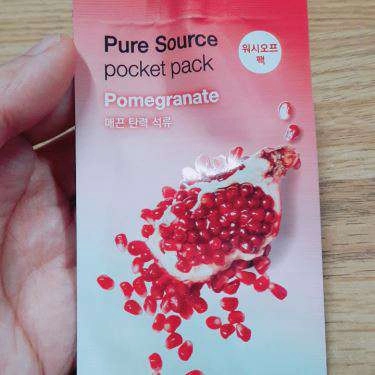 Pure Source
pocket pack
워시오프
팩
Pomegranate
매끈 탄력 석류